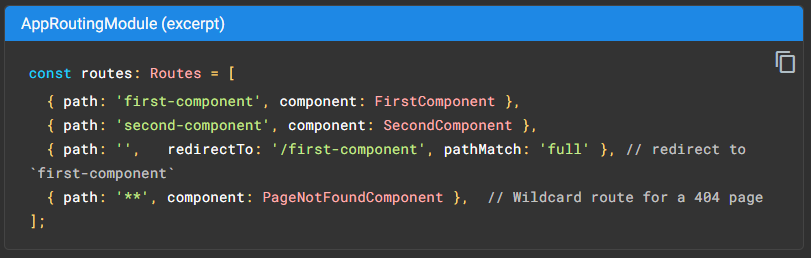 AppRoutingModule (excerpt)
const routes: Routes = [
{ path: 'first-component', component: FirstComponent },
{ path: 'second-component', component: SecondComponent },
{ path: '',   redirectTo: '/first-component', pathMatch: 'full' }, // redirect to
`first-component`
{ path: '**', component: PageNotFoundComponent },  // Wildcard route for a 404 page
];